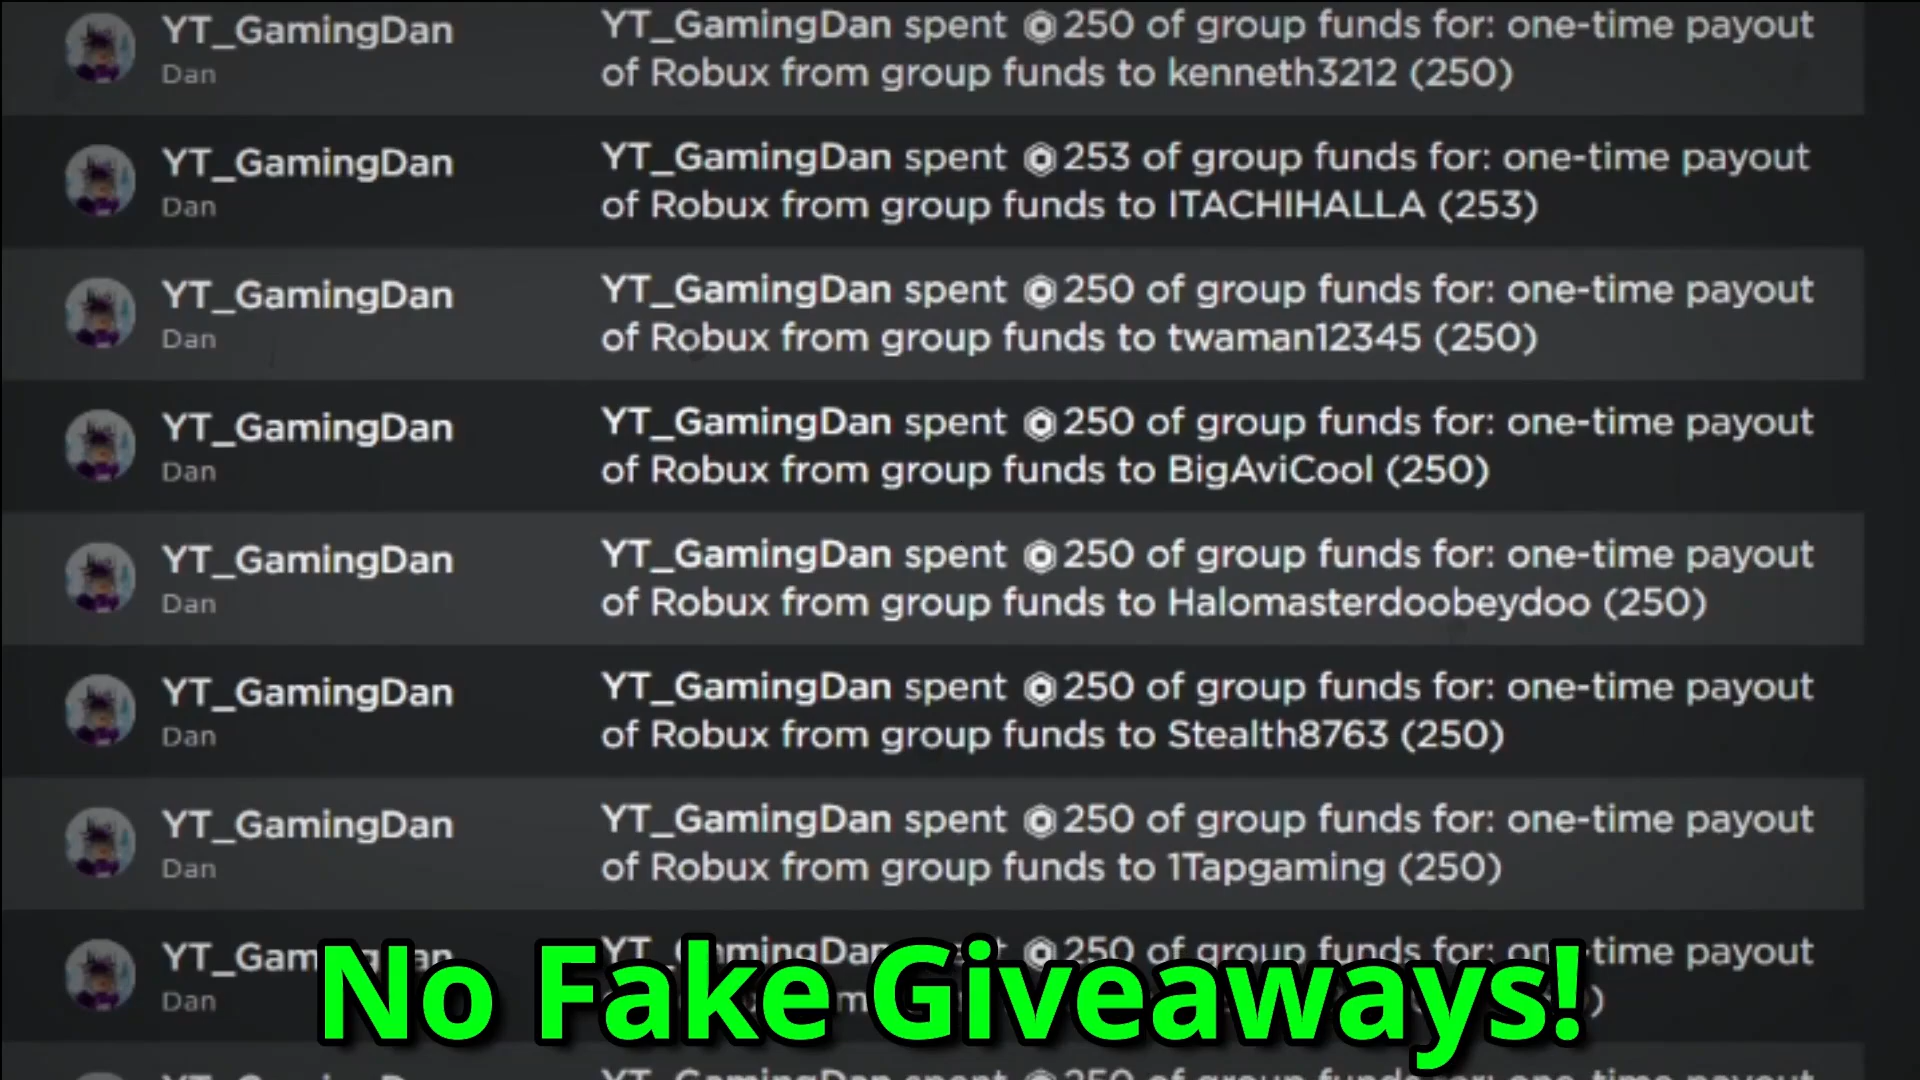 YT_GamingDan
Dan
YT_GamingDan spent 250 of group funds for: one-time payout
of Robux from group funds to kenneth3212 (250)
YT_GamingDan
Dan
YT_GamingDan spent 253 of group funds for: one-time payout
of Robux from group funds to ITACHIHALLA (253)
YT_GamingDan
Dan
YT_GamingDan spent 250 of group funds for: one-time payout
of Robux from group funds to twaman12345 (250)
YT_GamingDan
Dan
YT_GamingDan spent 250 of group funds for: one-time payout
of Robux from group funds to BigAviCool (250)
YT_GamingDan
Dan
YT_GamingDan spent 250 of group funds for: one-time payout
of Robux from group funds to Halomasterdoobeydoo (250)
YT_GamingDan
Dan
YT_GamingDan spent 250 of group funds for: one-time payout
of Robux from group funds to Stealth8763 (250)
YT_GamingDan
Dan
YT_GamingDan spent 250 of group funds for: one-time payout
of Robux from group funds to 1Tapgaming (250)
YT_GamingDan
Dan
YT_GamingDan 250 of group funds for: one-time payout
No Fake Giveaways!